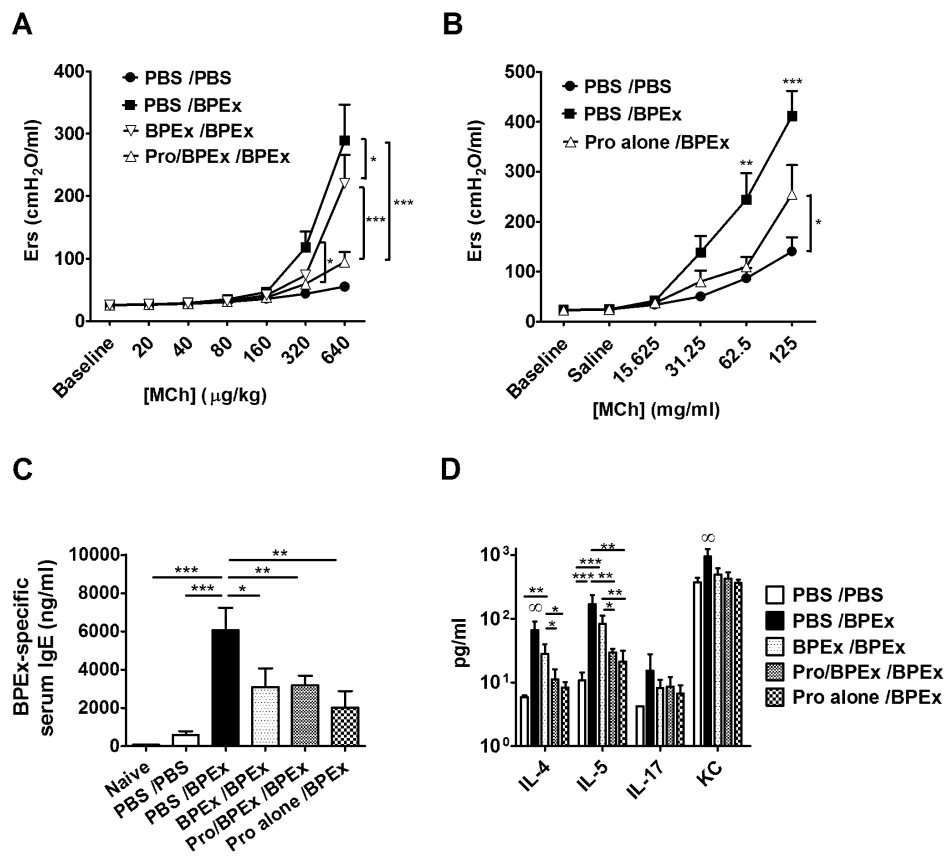 A
400
300
200
100
0
Ers (cmH2O/ml)
PBS /PBS
PBS /BPEx
BPEx /BPEx
Pro/BPEx /BPEx
*
***
***
*
Baseline
20
40
80
160
320
640
[MCh] ( μg/kg)
B
500
400
300
200
100
0
Ers (cmH2O/ml)
PBS /PBS
PBS /BPEx
Pro alone /BPEx
**
***
*
Baseline
Saline
15.625
31.25
62.5
125
[MCh] (mg/ml)
C
10000
8000
6000
4000
2000
0
BPEx-specific
serum IgE (ng/ml)
**
*** **
*** *
Naive
PBS /PBS
PBS /BPEx
BPEx /BPEx
Pro/BPEx /BPEx
Pro alone /BPEx
D
10³
10²
10¹
10⁰
pg/ml
** ∞ * *
** *** *** ** ** *
∞
IL-4
IL-5
IL-17
KC
PBS /PBS
PBS /BPEx
BPEx /BPEx
Pro/BPEx /BPEx
Pro alone /BPEx